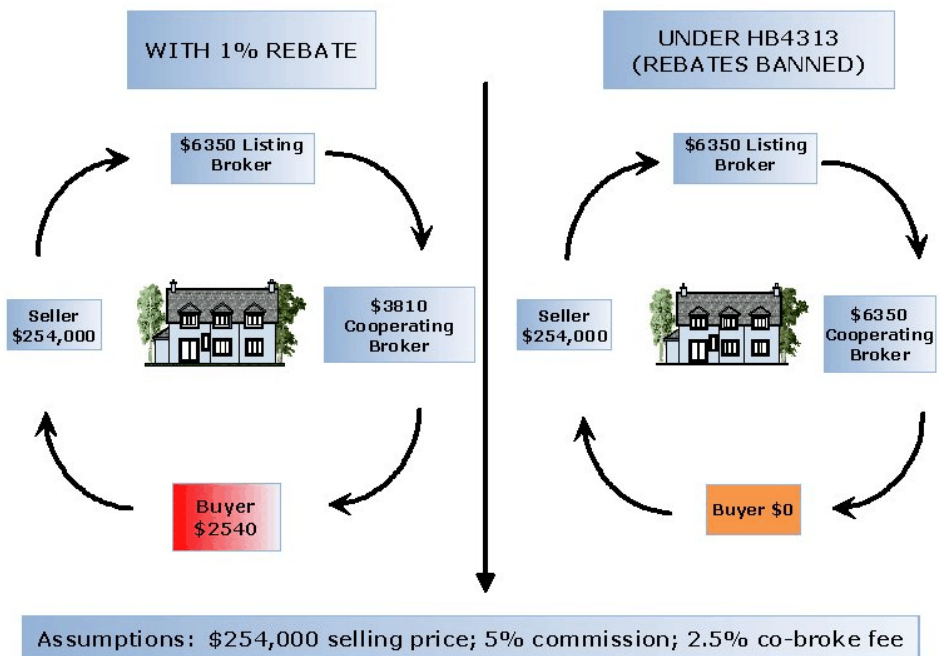 WITH 1% REBATE
$6350 Listing
Broker
Seller
$254,000
$3810
Cooperating
Broker
Buyer
$2540
UNDER HB4313
(REBATES BANNED)
$6350 Listing
Broker
Seller
$254,000
$6350
Cooperating
Broker
Buyer $0
Assumptions: $254,000 selling price; 5% commission; 2.5% co-broke fee